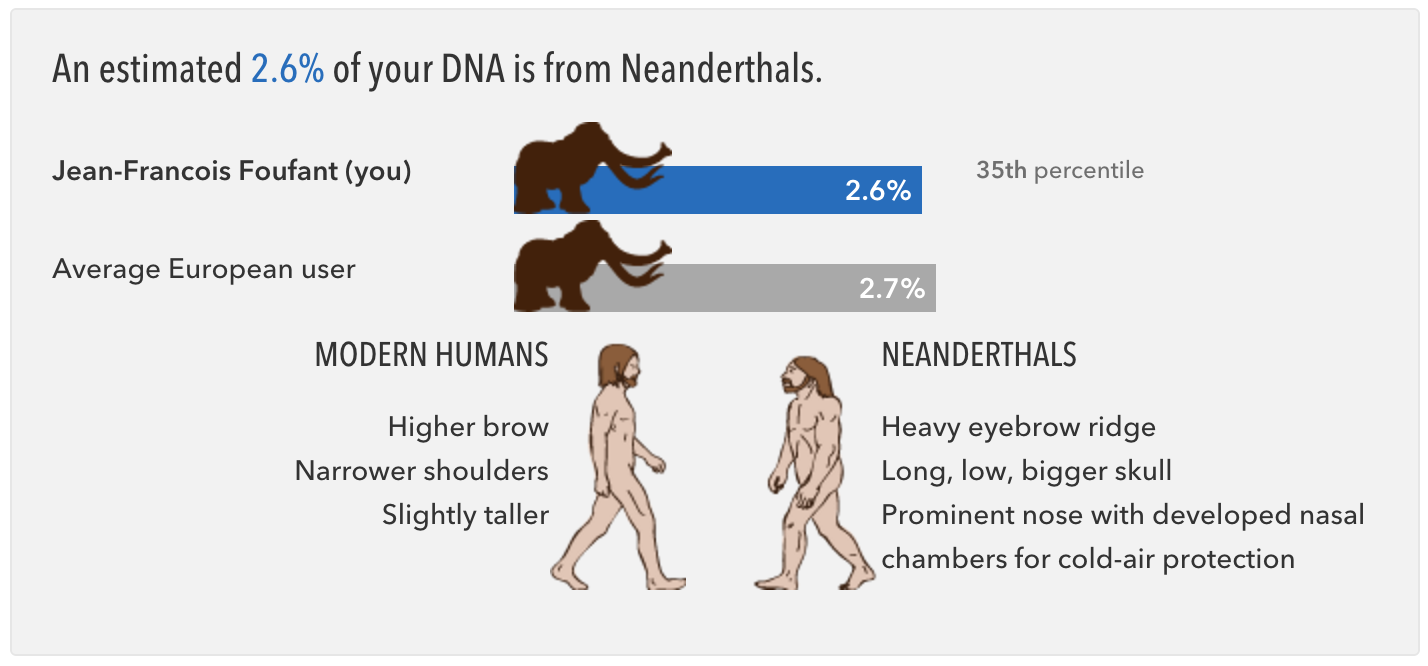 An estimated 2.6% of your DNA is from Neanderthals.
Jean-Francois Foufant (you)
2.6%
35th percentile
Average European user
2.7%
MODERN HUMANS
Higher brow
Narrower shoulders
Slightly taller
NEANDERTHALS
Heavy eyebrow ridge
Long, low, bigger skull
Prominent nose with developed nasal
chambers for cold-air protection